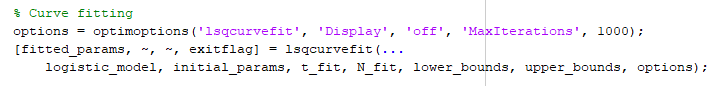 % Curve fitting
options = optimoptions('lsqcurvefit', 'Display', 'off', 'MaxIterations', 1000);
[fitted_params, ~, ~, exitflag] = lsqcurvefit(...
    logistic_model, initial_params, t_fit, N_fit, lower_bounds, upper_bounds, options);